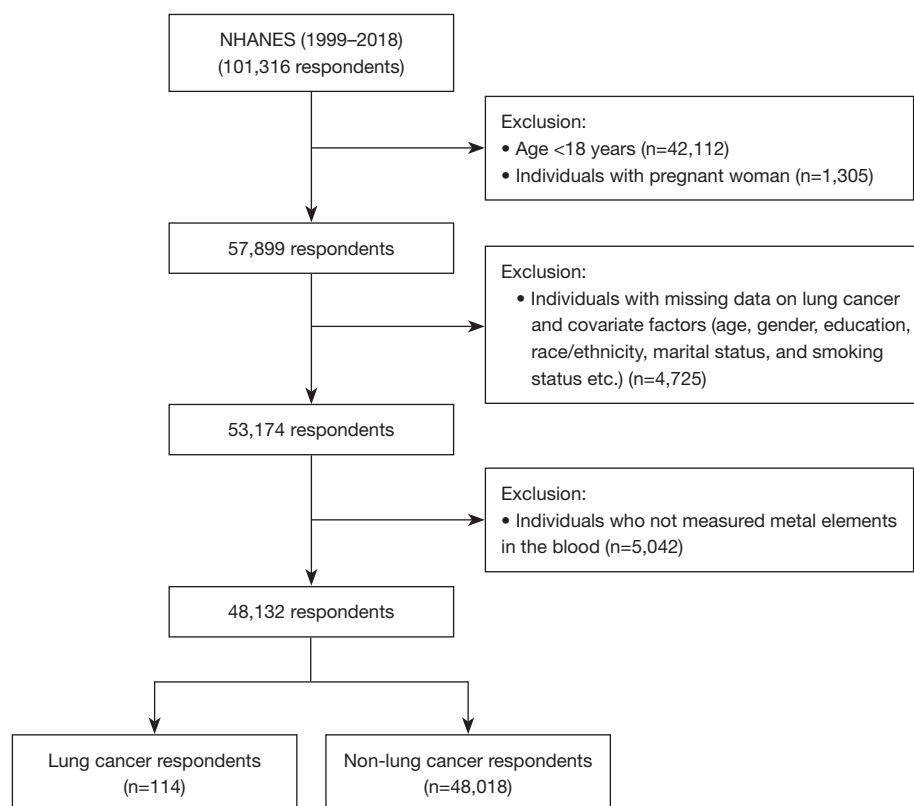 NHANES (1999–2018)
(101,316 respondents)
Exclusion:
• Age <18 years (n=42,112)
• Individuals with pregnant woman (n=1,305)
57,899 respondents
Exclusion:
• Individuals with missing data on lung cancer
and covariate factors (age, gender, education,
race/ethnicity, marital status, and smoking
status etc.) (n=4,725)
53,174 respondents
Exclusion:
• Individuals who not measured metal elements
in the blood (n=5,042)
48,132 respondents
Lung cancer respondents
(n=114)
Non-lung cancer respondents
(n=48,018)